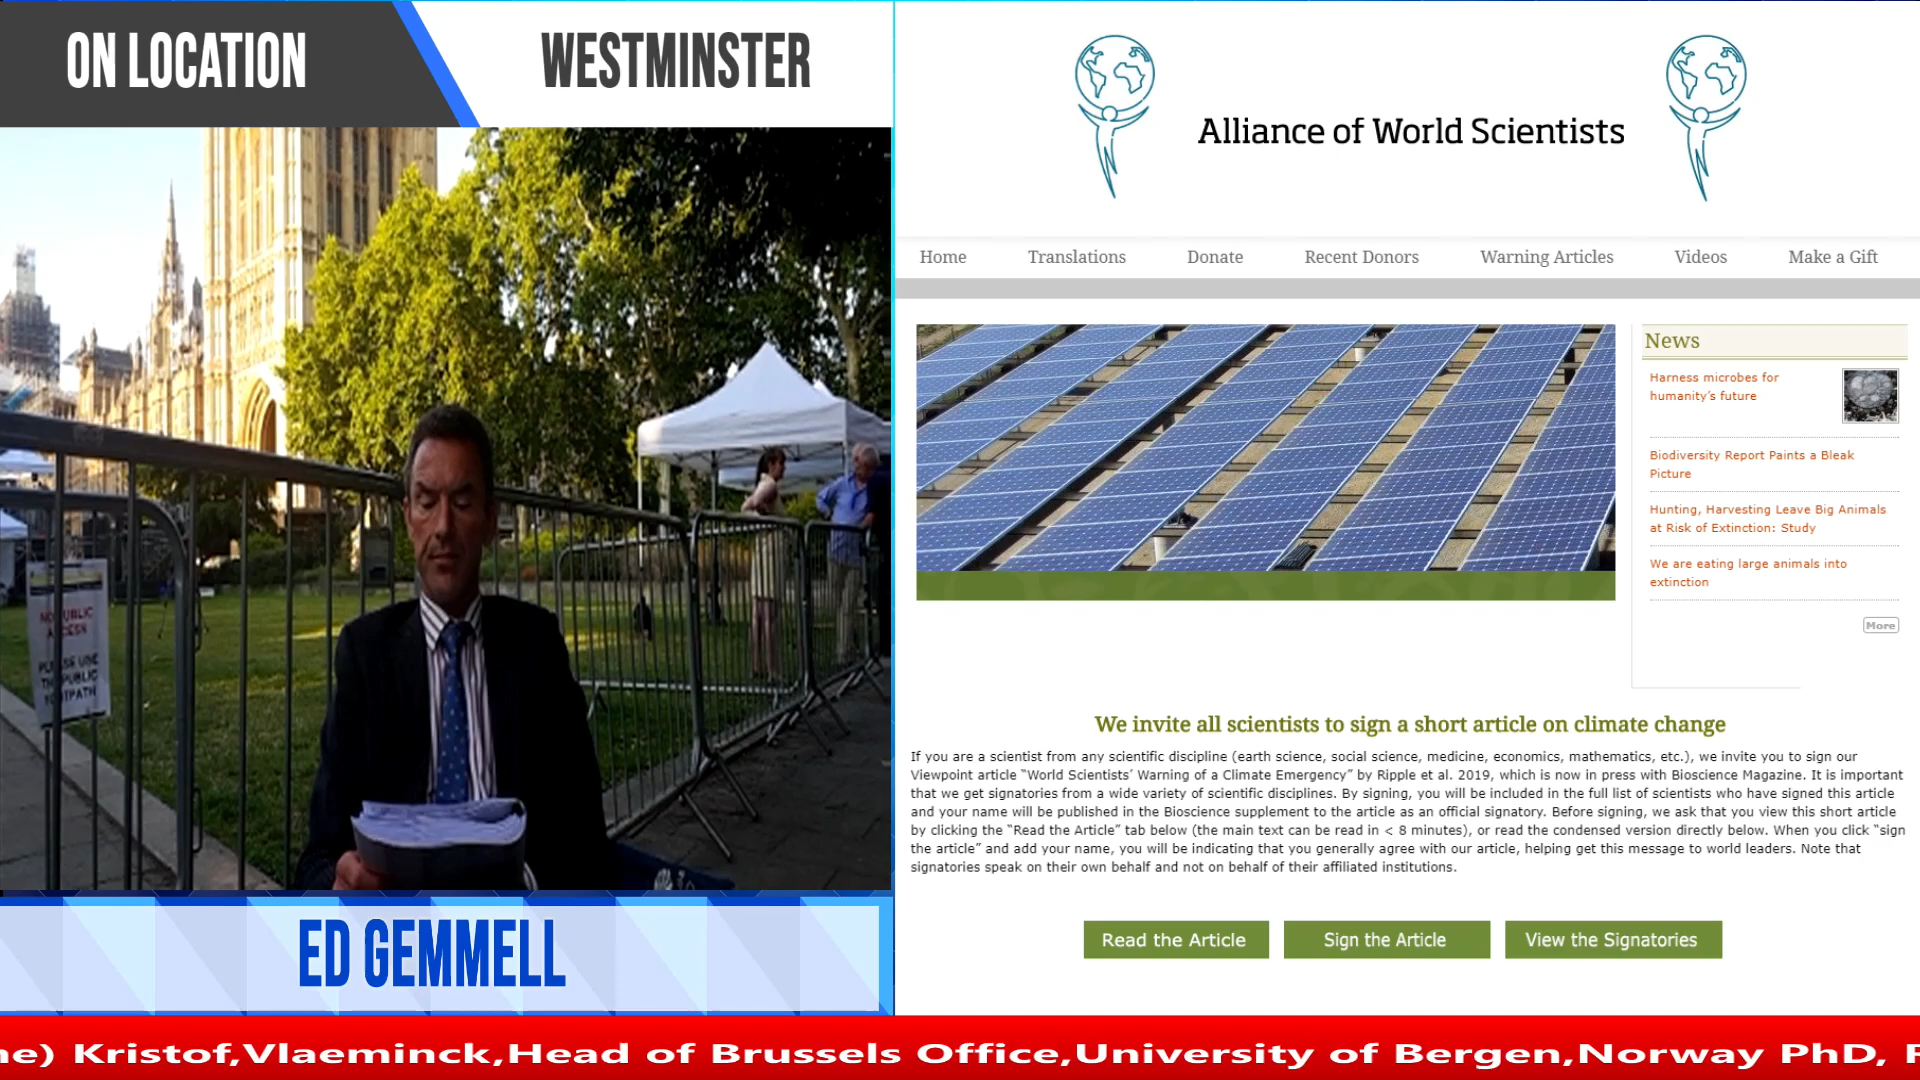 ON LOCATION
WESTMINSTER
NO PUBLIC
ACCESS
PLEASE USE
THE PUBLIC
FOOTPATH
ED GEMMELL
Alliance of World Scientists
Home Translations Donate Recent Donors Warning Articles Videos Make a Gift
News
Harness microbes for
humanity's future
Biodiversity Report Paints a Bleak
Picture
Hunting, Harvesting Leave Big Animals
at Risk of Extinction: Study
We are eating large animals into
extinction
More
We invite all scientists to sign a short article on climate change
If you are a scientist from any scientific discipline (earth science, social science, medicine, economics, mathematics, etc.), we invite you to sign our
Viewpoint article “World Scientists’ Warning of a Climate Emergency” by Ripple et al. 2019, which is now in press with Bioscience Magazine. It is important
that we get signatories from a wide variety of scientific disciplines. By signing, you will be included in the full list of scientists who have signed this article
and your name will be published in the Bioscience supplement to the article as an official signatory. Before signing, we ask that you view this short article
by clicking the “Read the Article” tab below (the main text can be read in < 8 minutes), or read the condensed version directly below. When you click “sign
the article” and add your name, you will be indicating that you generally agree with our article, helping get this message to world leaders. Note that
signatories speak on their own behalf and not on behalf of their affiliated institutions.
Read the Article Sign the Article View the Signatories
ne) Kristof,Vlaeminck,Head of Brussels Office,University of Bergen,Norway PhD,